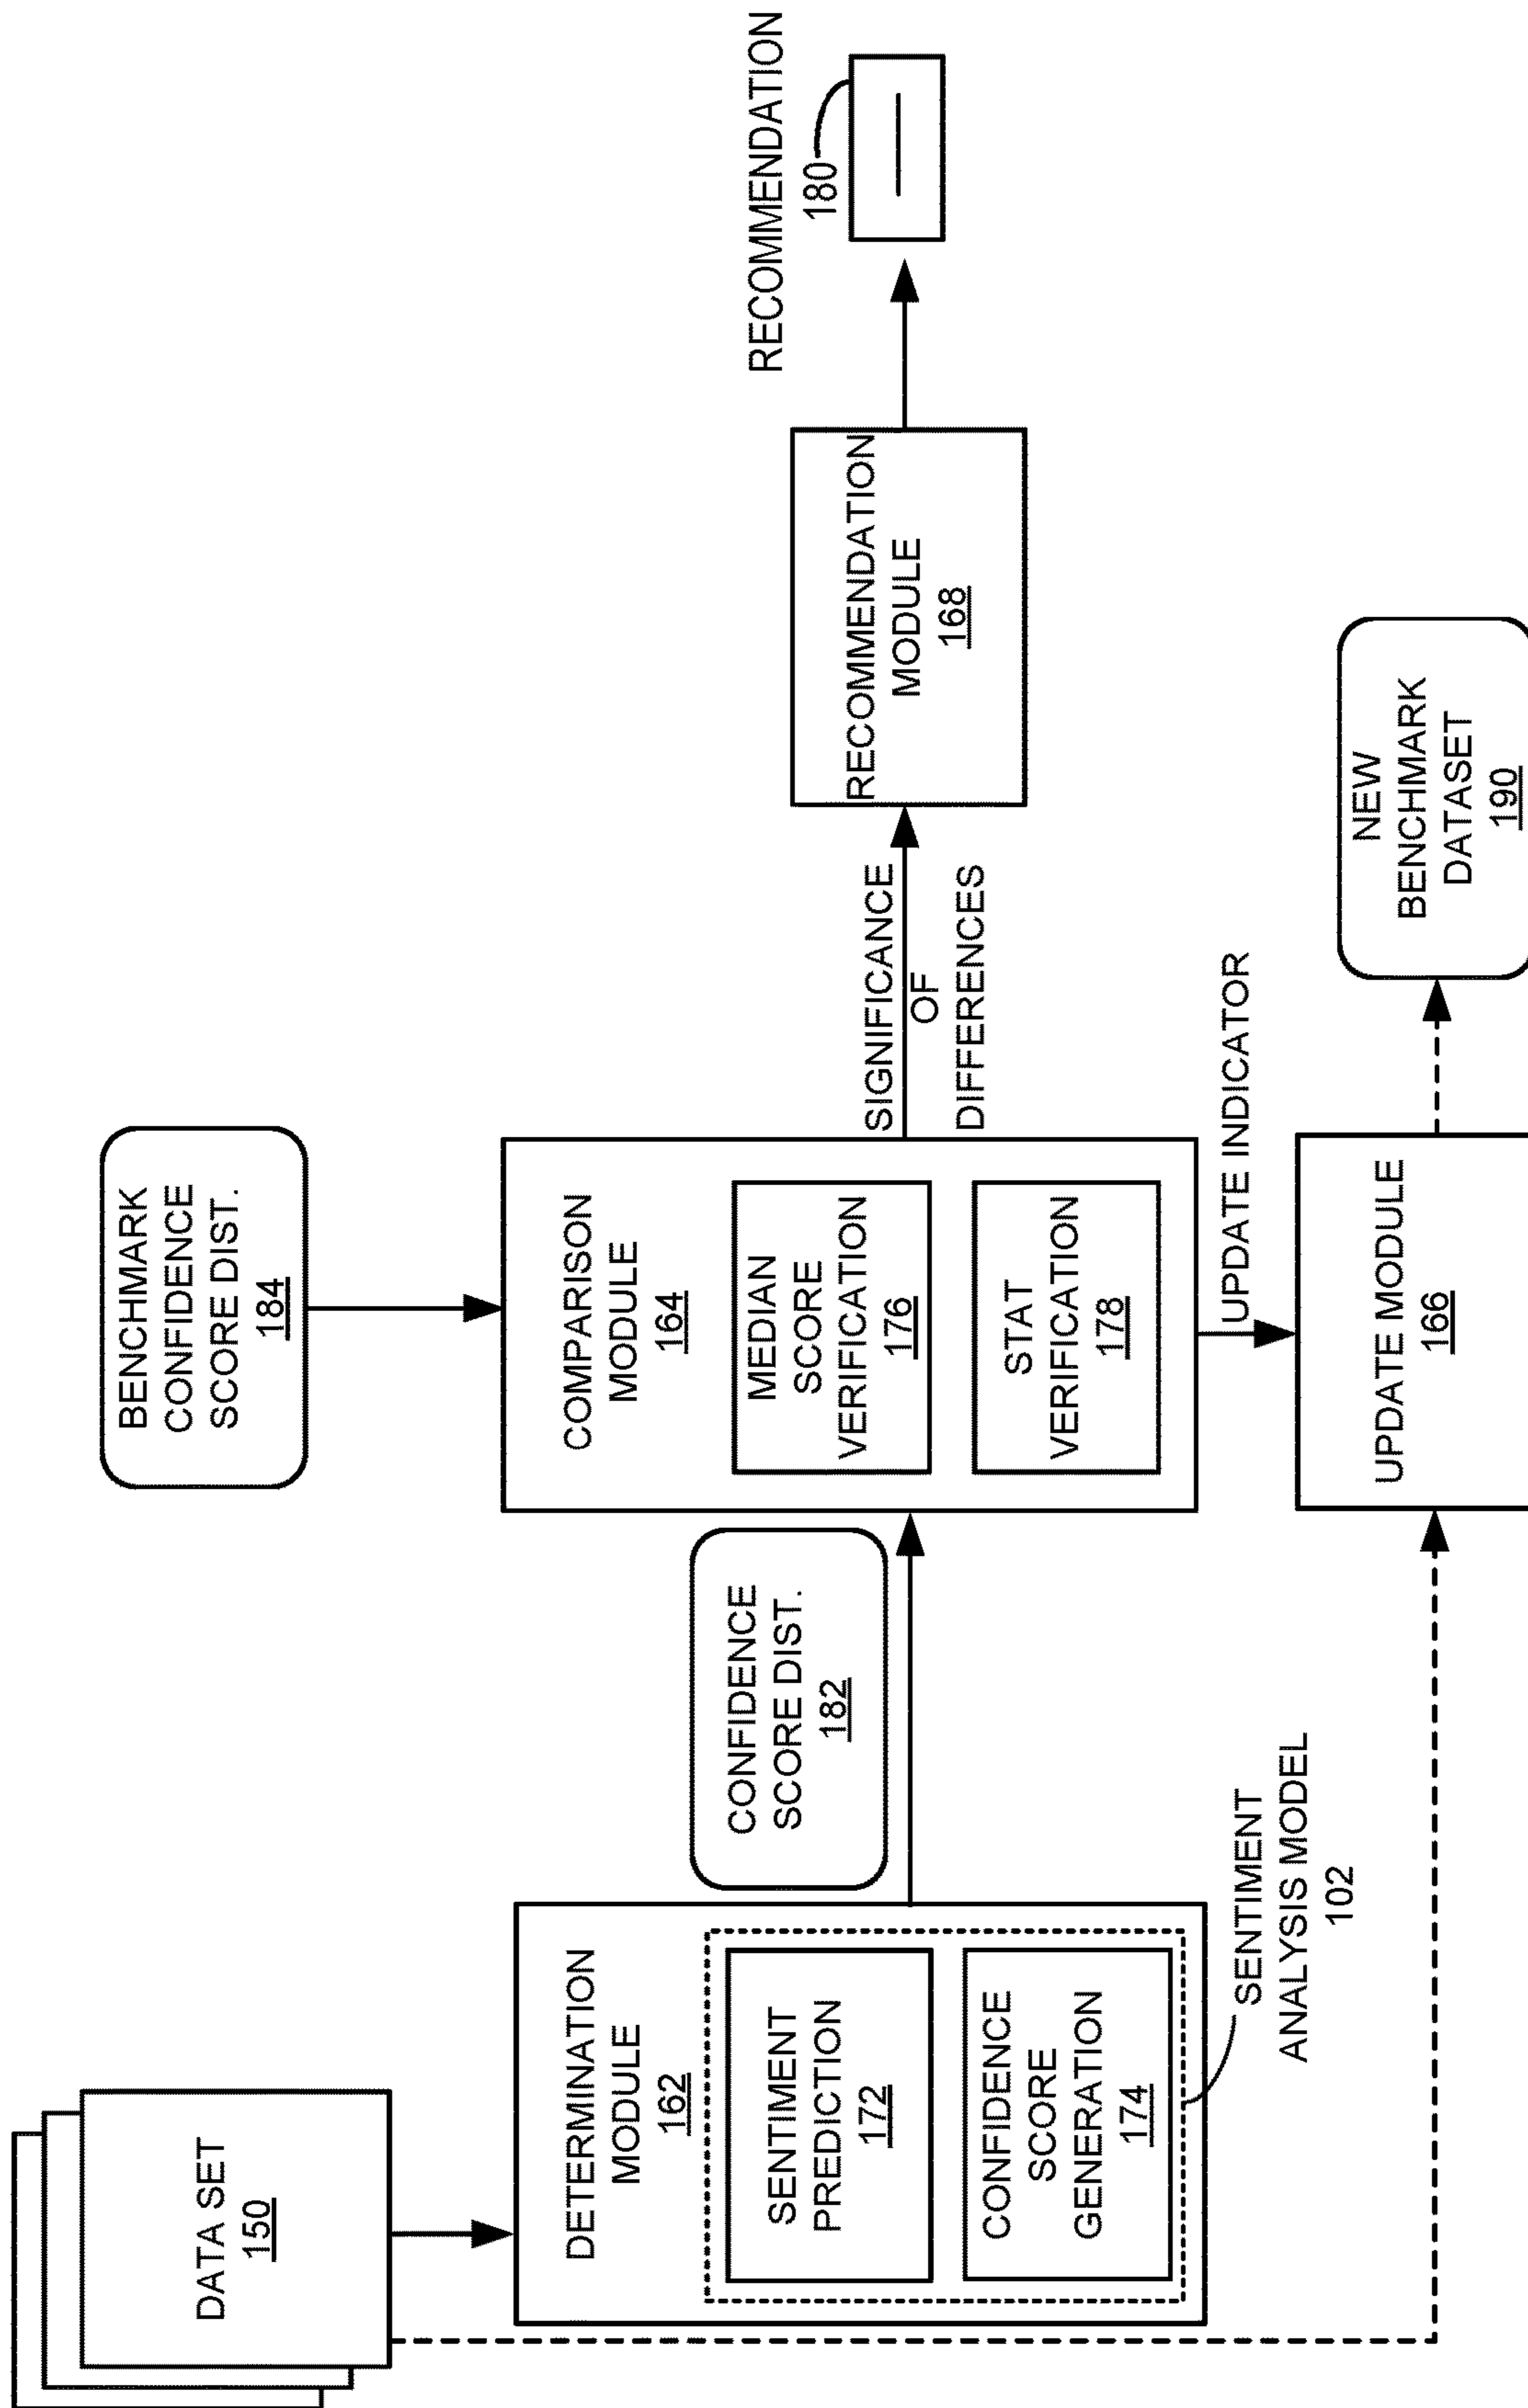 DATA SET
150
DETERMINATION
MODULE
162
SENTIMENT
PREDICTION
172
CONFIDENCE
SCORE
GENERATION
174
SENTIMENT
ANALYSIS MODEL
102
CONFIDENCE
SCORE DIST.
182
BENCHMARK
CONFIDENCE
SCORE DIST.
184
COMPARISON
MODULE
164
MEDIAN
SCORE
VERIFICATION
176
STAT
VERIFICATION
178
UPDATE INDICATOR
UPDATE MODULE
166
SIGNIFICANCE
OF
DIFFERENCES
NEW
BENCHMARK
DATASET
190
RECOMMENDATION
MODULE
168
RECOMMENDATION
180